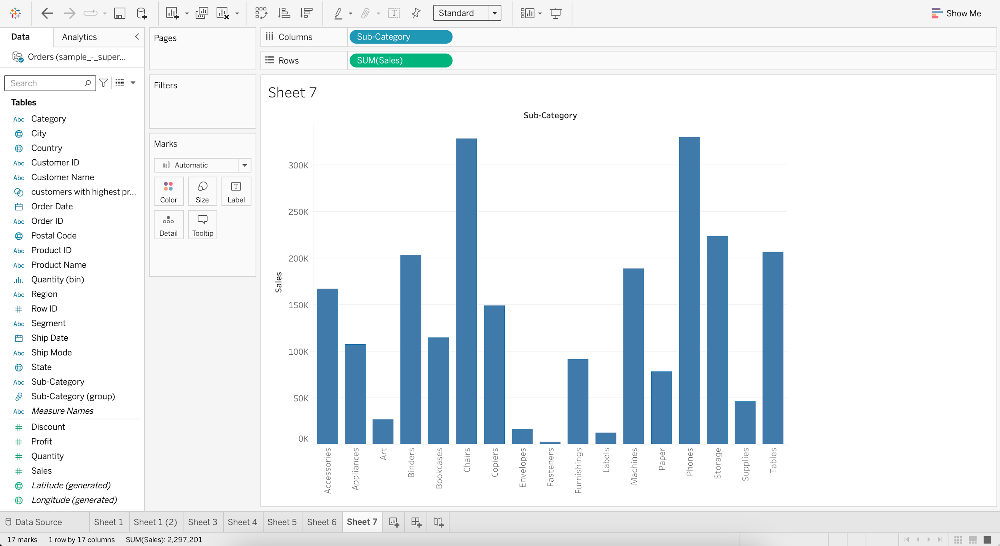 Standard
Show Me
Data
Analytics
Orders (sample_-_super...
Search
Tables
Abc Category
City
Country
Abc Customer ID
Abc Customer Name
customers with highest pr...
Order Date
Abc Order ID
Postal Code
Abc Product ID
Abc Product Name
Quantity (bin)
Abc Region
Row ID
Abc Segment
Ship Date
Abc Ship Mode
State
Abc Sub-Category
Sub-Category (group)
Abc Measure Names
Discount
Profit
Quantity
Sales
Latitude (generated)
Longitude (generated)
Pages
Filters
Marks
Automatic
Color
Size
T
Label
Detail
Tooltip
Columns
Sub-Category
Rows
SUM(Sales)
Sheet 7
Sub-Category
Sales
300K
250K
200K
150K
100K
50K
0K
Accessories
Appliances
Art
Binders
Bookcases
Chairs
Copiers
Envelopes
Fasteners
Furnishings
Labels
Machines
Paper
Phones
Storage
Supplies
Tables
Data Source
Sheet 1
Sheet 1 (2)
Sheet 3
Sheet 4
Sheet 5
Sheet 6
Sheet 7
17 marks
1 row by 17 columns
SUM(Sales): 2,297,201